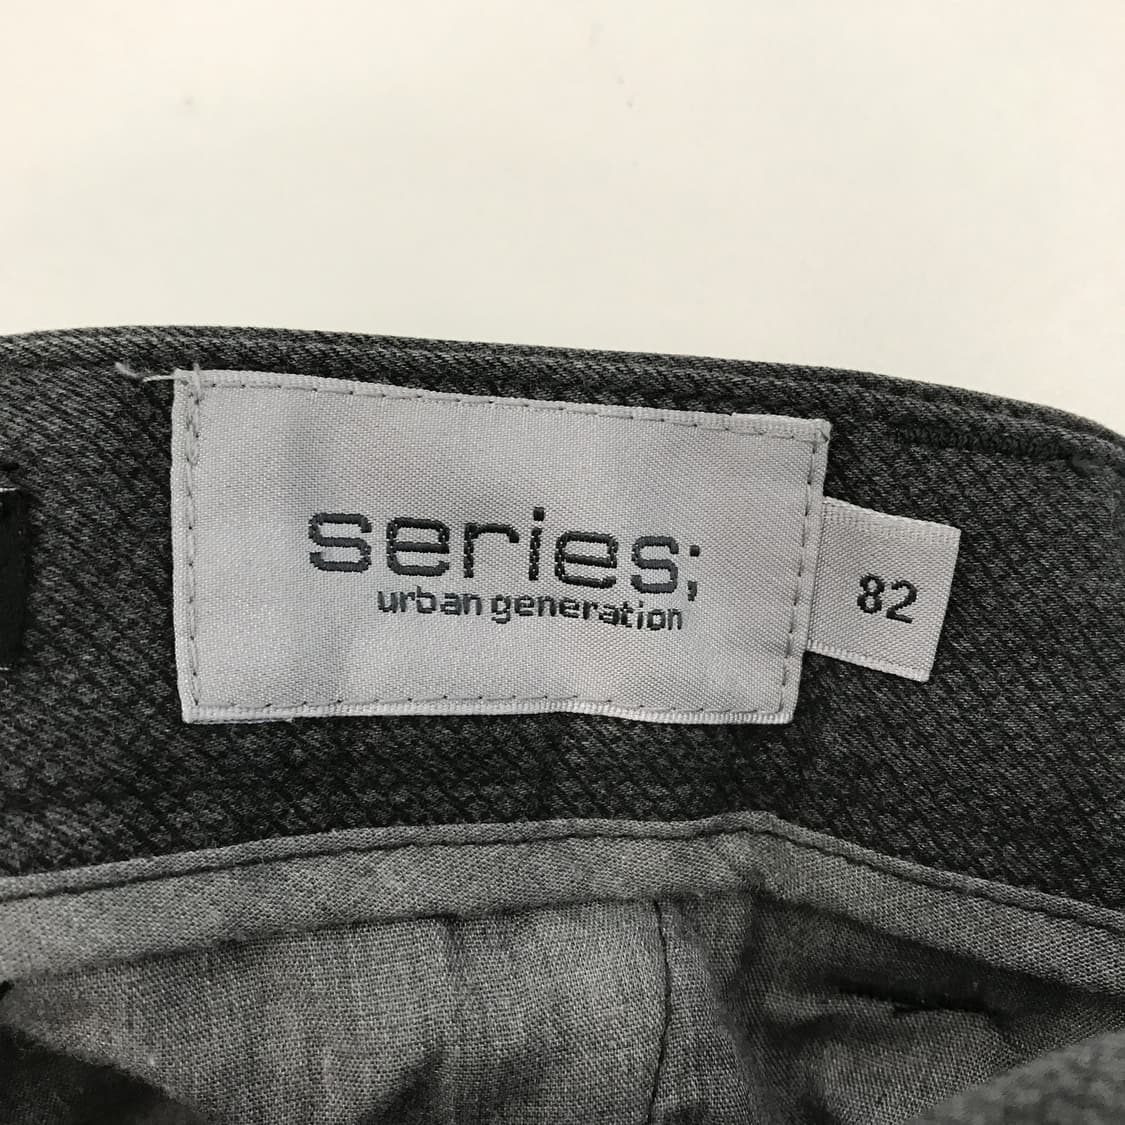 series;
urban generation
82